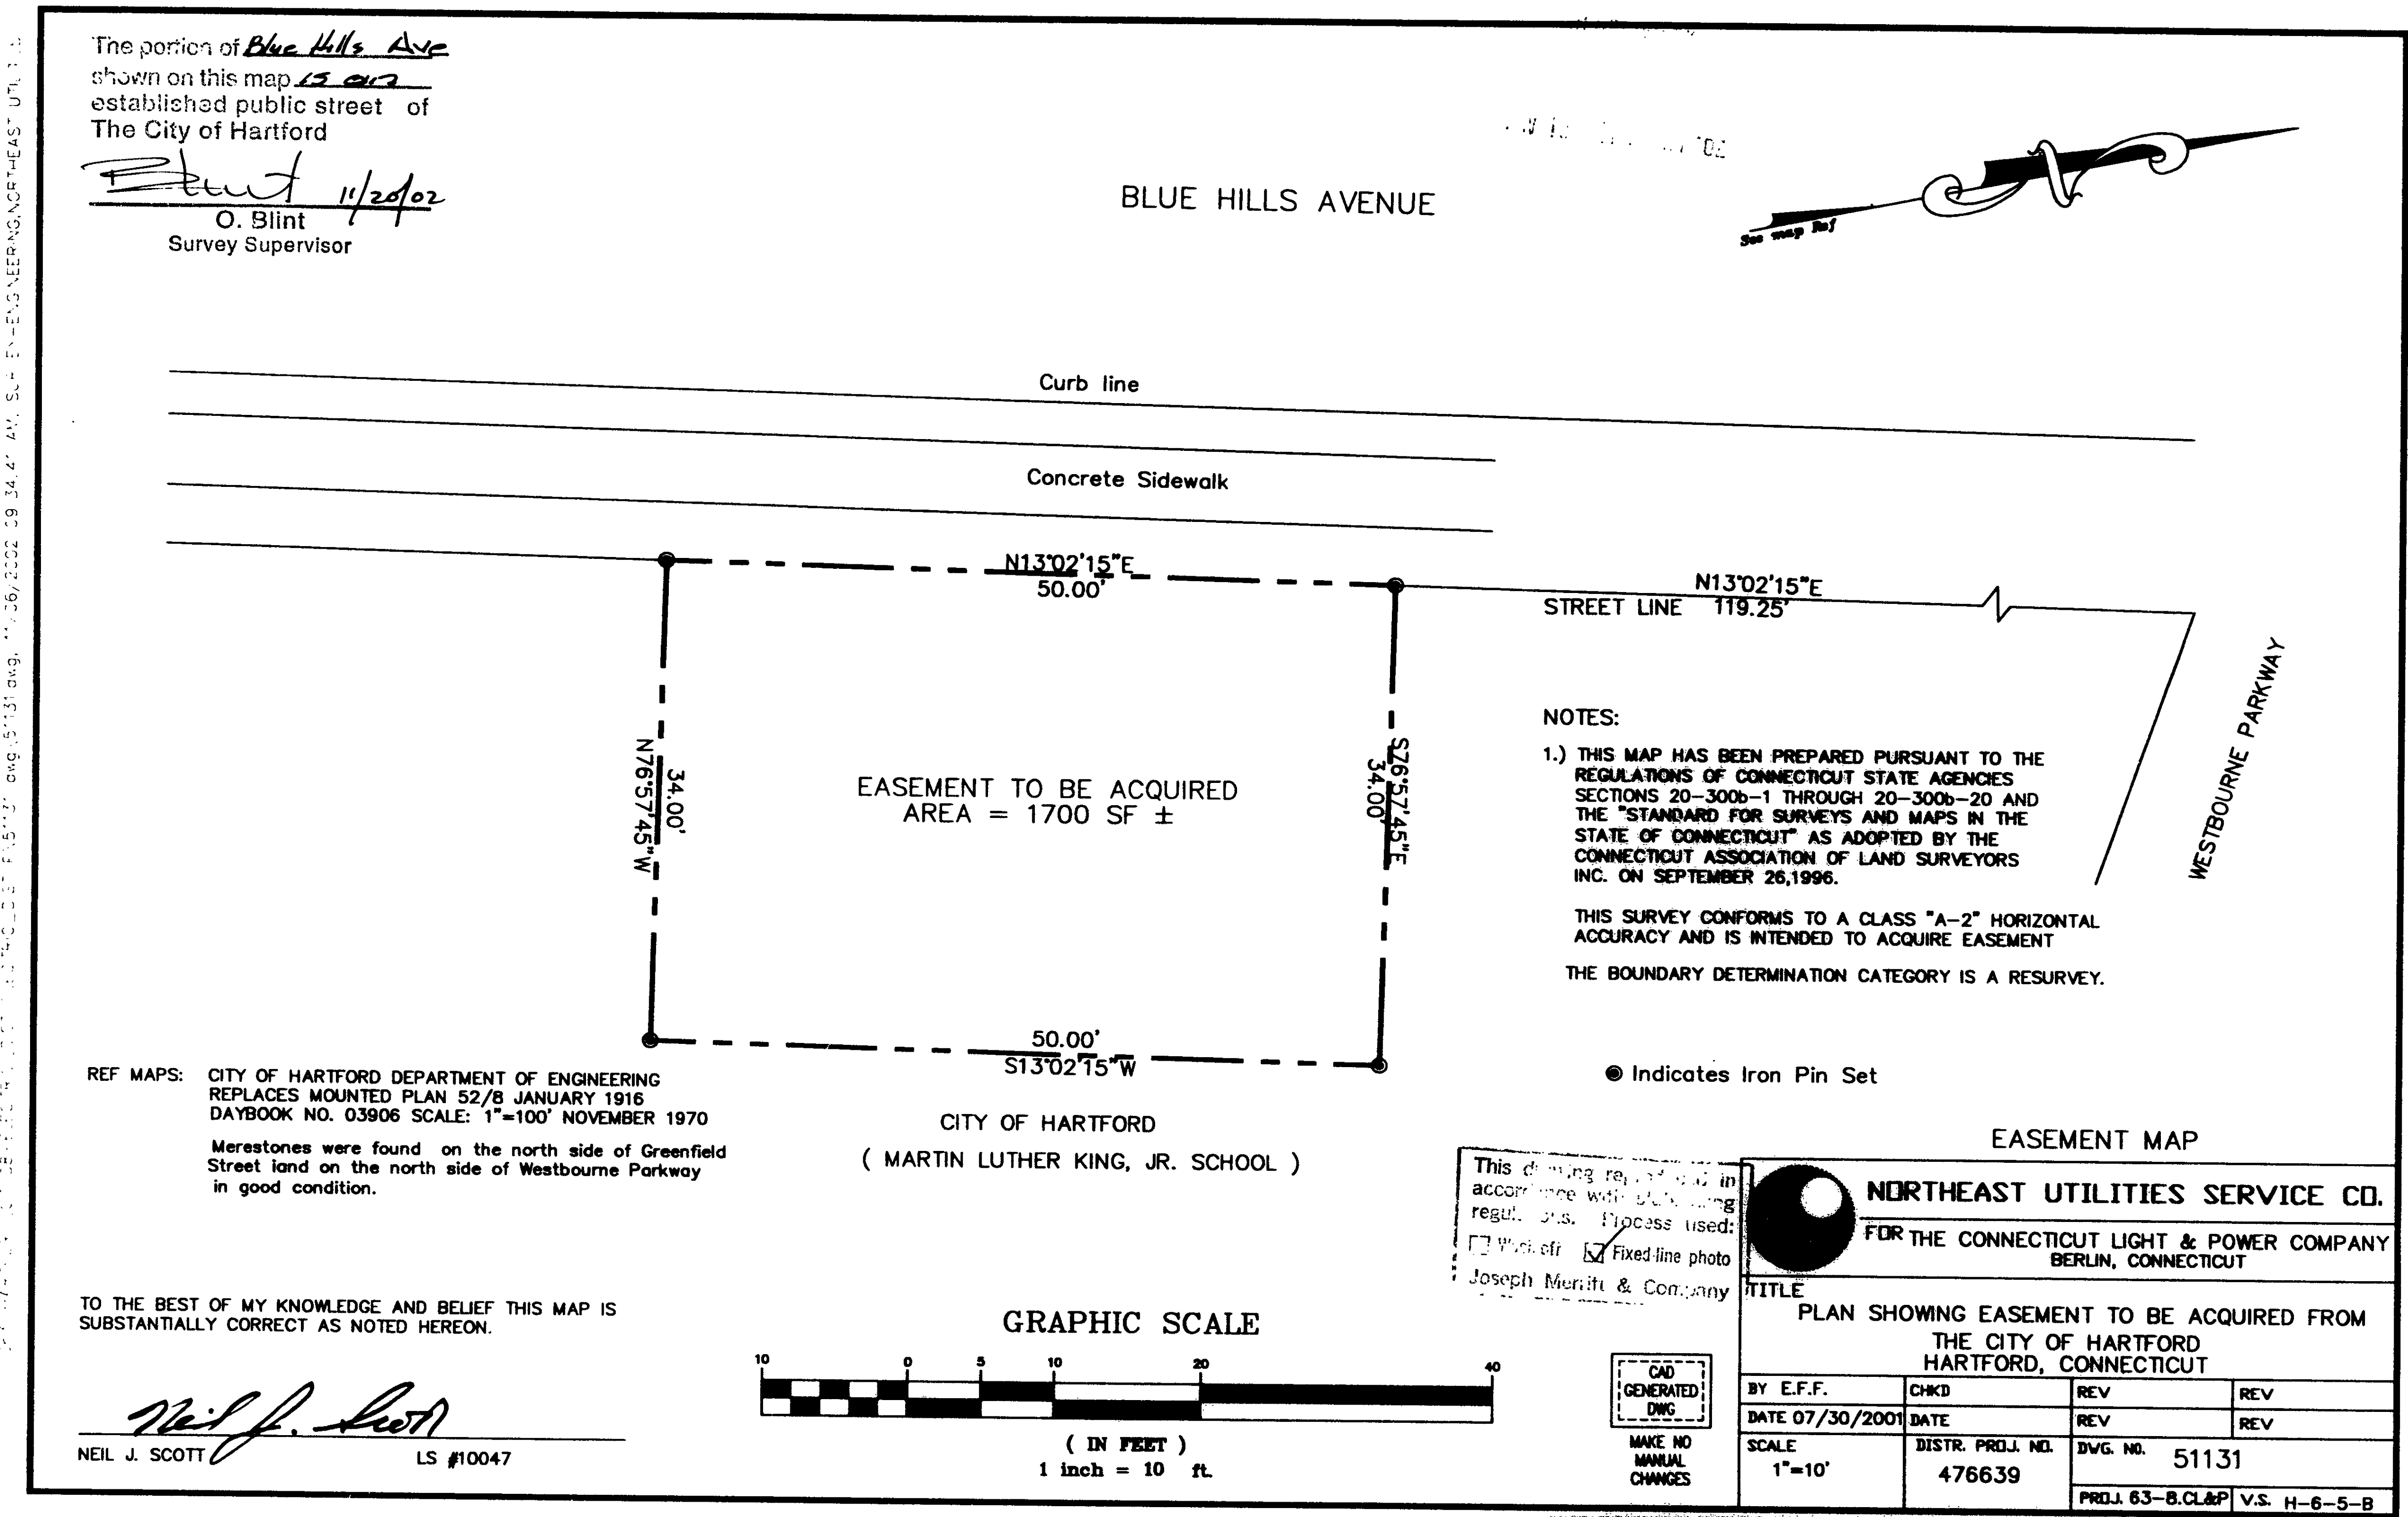 The portion of Blue Hills Ave
shown on this map is an
established public street of
The City of Hartford
11/20/02
O. Blint
Survey Supervisor
BLUE HILLS AVENUE
'02
N
See map Ref
Curb line
Concrete Sidewalk
N13°02'15"E
50.00'
N13°02'15"E
STREET LINE 119.25'
WESTBOURNE PARKWAY
N76°57'45"W
34.00'
EASEMENT TO BE ACQUIRED
AREA = 1700 SF ±
S76°57'45"E
34.00'
50.00'
S13°02'15"W
NOTES:
1.) THIS MAP HAS BEEN PREPARED PURSUANT TO THE
REGULATIONS OF CONNECTICUT STATE AGENCIES
SECTIONS 20-300b-1 THROUGH 20-300b-20 AND
THE "STANDARD FOR SURVEYS AND MAPS IN THE
STATE OF CONNECTICUT" AS ADOPTED BY THE
CONNECTICUT ASSOCIATION OF LAND SURVEYORS
INC. ON SEPTEMBER 26,1996.
THIS SURVEY CONFORMS TO A CLASS "A-2" HORIZONTAL
ACCURACY AND IS INTENDED TO ACQUIRE EASEMENT
THE BOUNDARY DETERMINATION CATEGORY IS A RESURVEY.
Indicates Iron Pin Set
REF MAPS: CITY OF HARTFORD DEPARTMENT OF ENGINEERING
REPLACES MOUNTED PLAN 52/8 JANUARY 1916
DAYBOOK NO. 03906 SCALE: 1"=100' NOVEMBER 1970
Merestones were found on the north side of Greenfield
Street iand on the north side of Westbourne Parkway
in good condition.
CITY OF HARTFORD
( MARTIN LUTHER KING, JR. SCHOOL )
TO THE BEST OF MY KNOWLEDGE AND BELIEF THIS MAP IS
SUBSTANTIALLY CORRECT AS NOTED HEREON.
Neil J. Scott
NEIL J. SCOTT LS #10047
GRAPHIC SCALE
10 0 5 10 20 40
( IN FEET )
1 inch = 10 ft.
This drawing in
accordance with
Process used:
Fixed-line photo
Joseph Merritt & Company
CAD
GENERATED
DWG
MAKE NO
MANUAL
CHANGES
EASEMENT MAP
NORTHEAST UTILITIES SERVICE CO.
FOR THE CONNECTICUT LIGHT & POWER COMPANY
BERLIN, CONNECTICUT
TITLE
PLAN SHOWING EASEMENT TO BE ACQUIRED FROM
THE CITY OF HARTFORD
HARTFORD, CONNECTICUT
BY E.F.F. CHKD REV REV
DATE 07/30/2001 DATE REV REV
SCALE
1"=10'
DISTR. PROJ. NO.
476639
DWG. NO. 51131
PROJ. 63-8.CL&P V.S. H-6-5-B